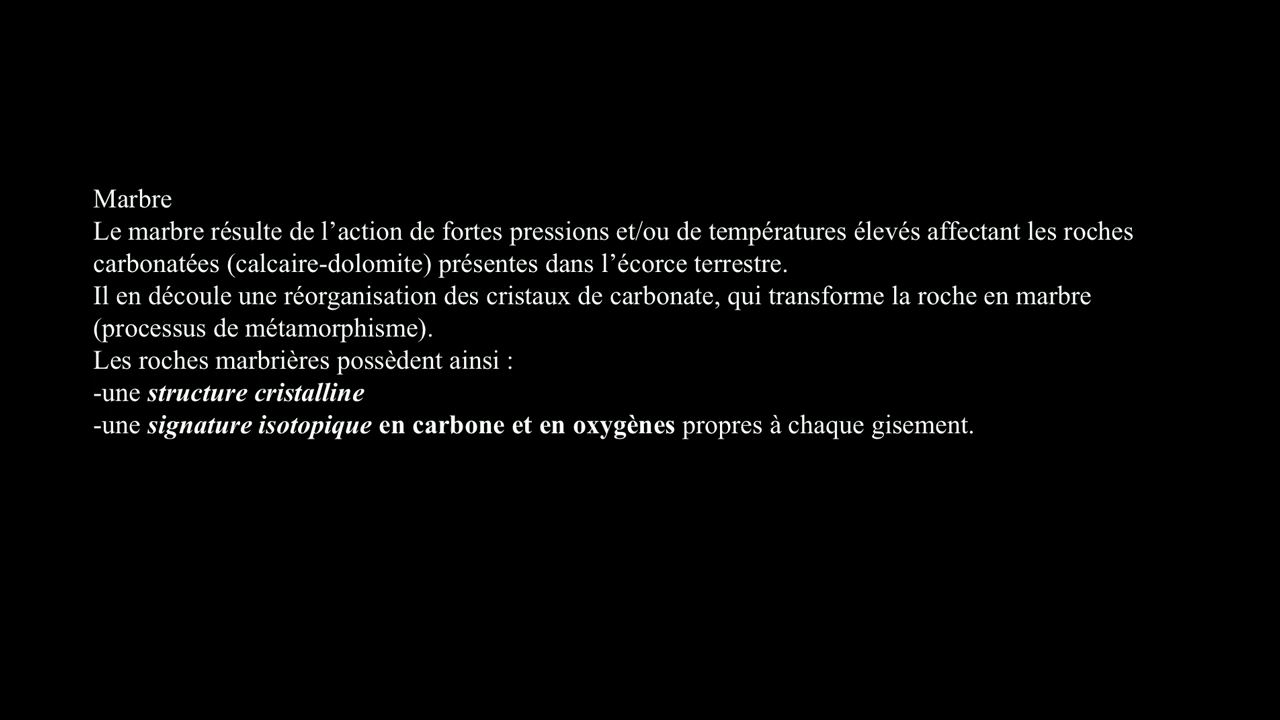 Marbre
Le marbre résulte de l’action de fortes pressions et/ou de températures élevés affectant les roches
carbonatées (calcaire-dolomite) présentes dans l’écorce terrestre.
Il en découle une réorganisation des cristaux de carbonate, qui transforme la roche en marbre
(processus de métamorphisme).
Les roches marbrières possèdent ainsi :
-une structure cristalline
-une signature isotopique en carbone et en oxygènes propres à chaque gisement.